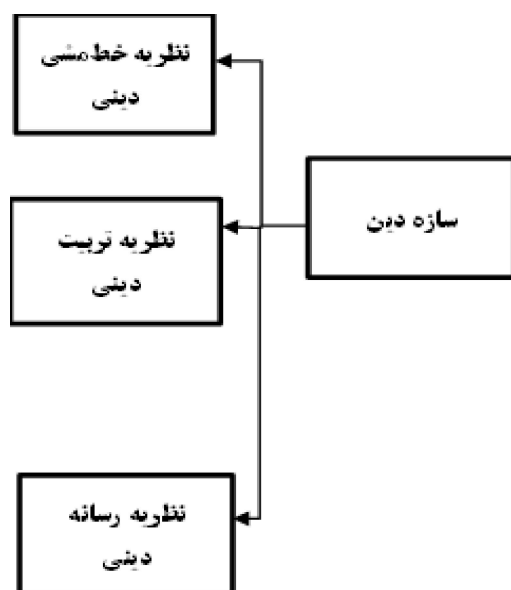 نظریه خط‌مشی
دینی
سازه دین
نظریه تربیت
دینی
نظریه رسانه
دینی